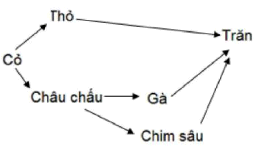 Thỏ
Trăn
Cỏ
Châu chấu
Gà
Chim sâu